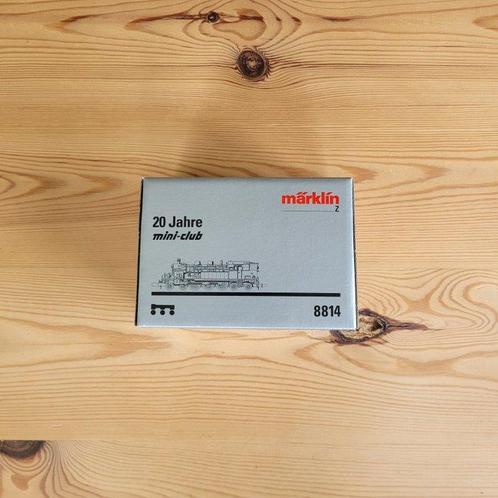 märklin
Z
20 Jahre
mini-club
8814